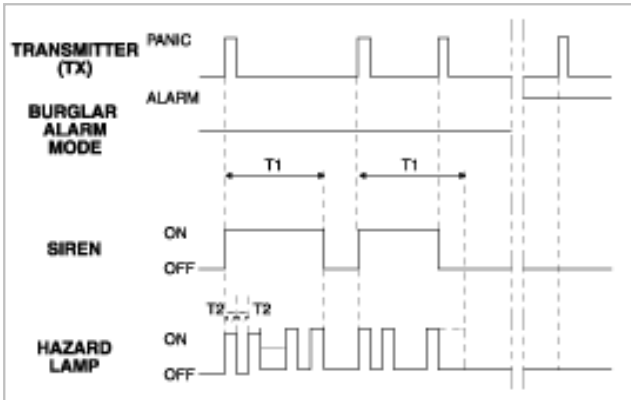 TRANSMITTER
(TX)
PANIC
BURGLAR
ALARM
MODE
ALARM
T1
T1
SIREN
ON
OFF
T2
T2
HAZARD
LAMP
ON
OFF